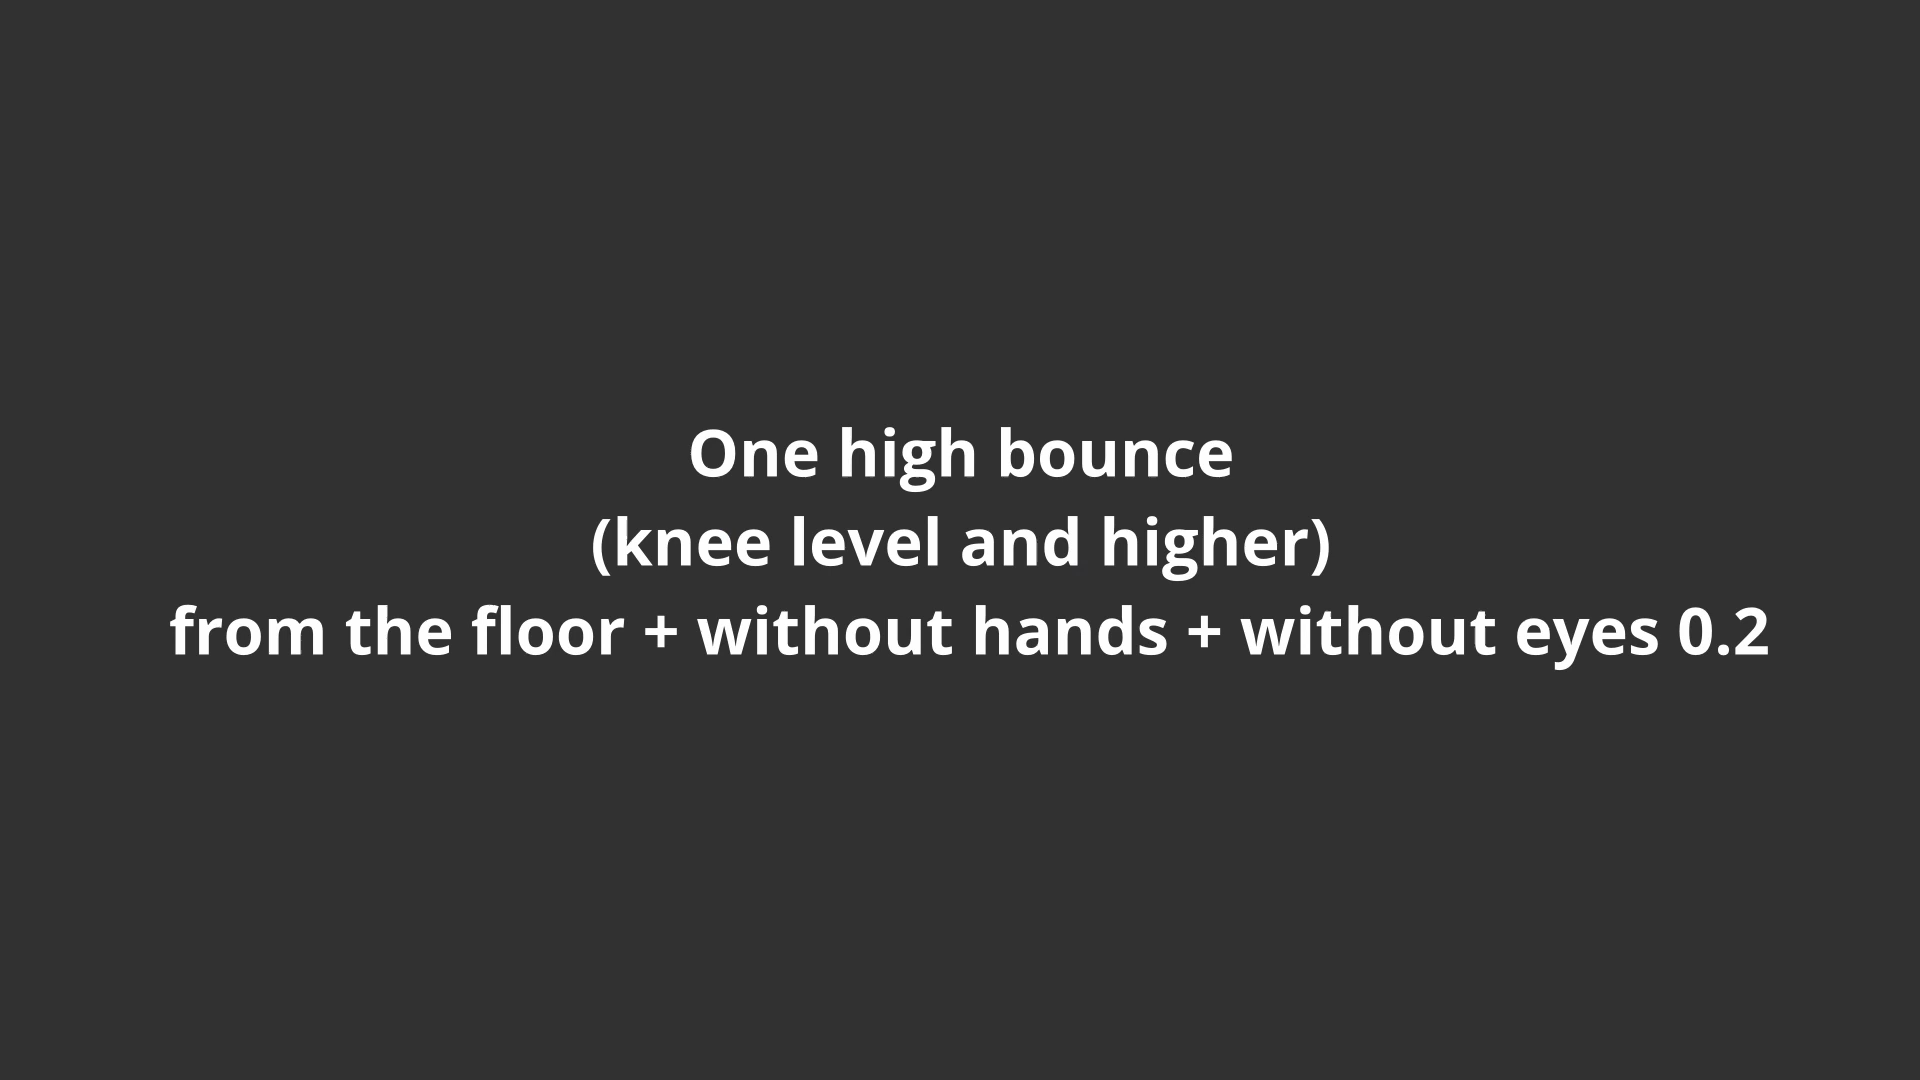 One high bounce
(knee level and higher)
from the floor + without hands + without eyes 0.2